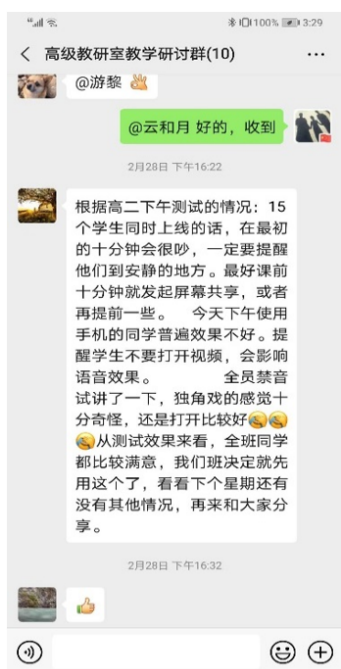 100% 3:29
高级教研室教学研讨群(10)
@游黎
@云和月 好的，收到
2月28日 下午16:22
根据高二下午测试的情况：15
个学生同时上线的话，在最初
的十分钟会很吵，一定要提醒
他们到安静的地方。最好课前
十分钟就发起屏幕共享，或者
再提前一些。 今天下午使用
手机的同学普遍效果不好。提
醒学生不要打开视频，会影响
语音效果。 全员禁音
试讲了一下，独角戏的感觉十
分奇怪，还是打开比较好
从测试效果来看，全班同学
都比较满意，我们班决定就先
用这个了，看看下个星期还有
没有其他情况，再来和大家分
享。
2月28日 下午16:32